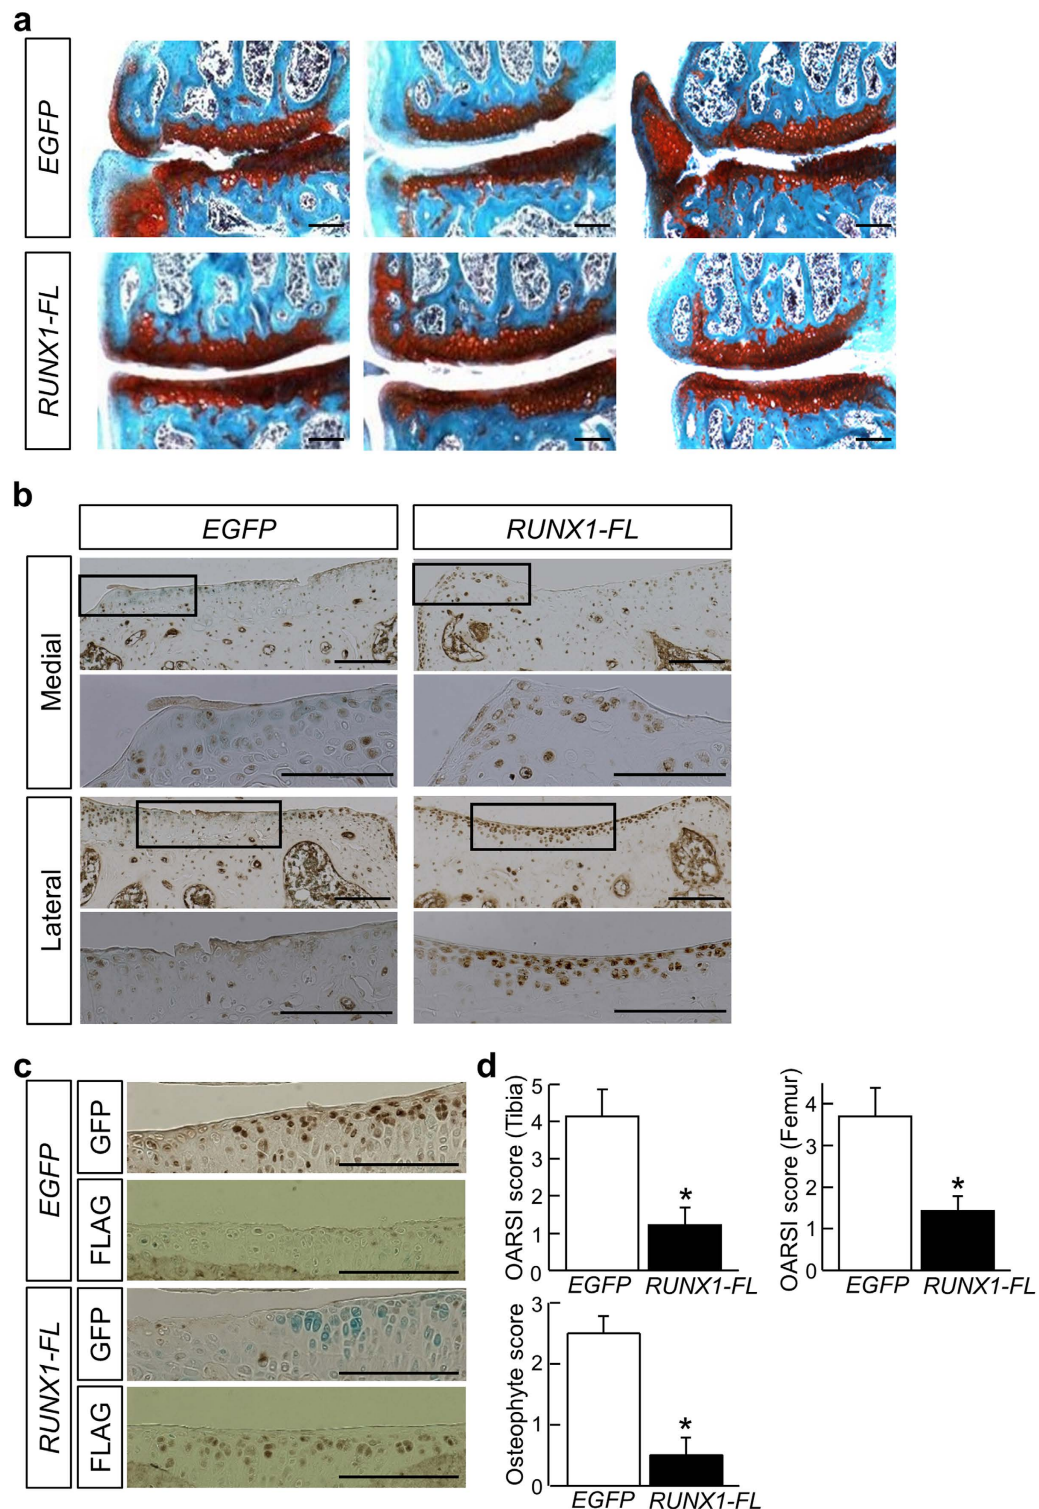 a
EGFP
RUNX1-FL
b
EGFP
RUNX1-FL
Medial
Lateral
c
EGFP
GFP
FLAG
RUNX1-FL
GFP
FLAG
d
OARSI score (Tibia)
5
4
3
2
1
0
*
EGFP
RUNX1-FL
OARSI score (Femur)
4
3
2
1
0
*
EGFP
RUNX1-FL
Osteophyte score
3
2
1
0
*
EGFP
RUNX1-FL